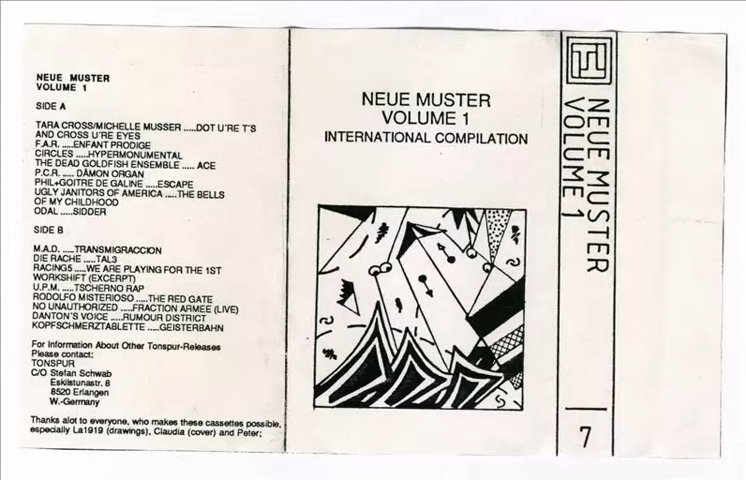 NEUE MUSTER
VOLUME 1
SIDE A
TARA CROSS/MICHELLE MUSSER .....DOT U'RE T'S
AND CROSS U'RE EYES
F.A.R. .....ENFANT PRODIGE
CIRCLES .....HYPERMONUMENTAL
THE DEAD GOLDFISH ENSEMBLE ..... ACE
P.C.R. ..... DÄMON ORGAN
PHIL+GOITRE DE GALINE .....ESCAPE
UGLY JANITORS OF AMERICA .....THE BELLS
OF MY CHILDHOOD
ODAL .....SIDDER
SIDE B
M.A.D. .....TRANSMIGRACCION
DIE RACHE .....TAL3
RACING5 .....WE ARE PLAYING FOR THE 1ST
WORKSHIFT (EXCERPT)
U.P.M. .....TSCHERNO RAP
RODOLFO MISTERIOSO .....THE RED GATE
NO UNAUTHORIZED .....FRACTION ARMEE (LIVE)
DANTON'S VOICE .....RUMOUR DISTRICT
KOPFSCHMERZTABLETTE .....GEISTERBAHN
For Information About Other Tonspur-Releases
Please contact:
TONSPUR
C/O Stefan Schwab
Eskilstunastr. 8
8520 Erlangen
W.-Germany
Thanks alot to everyone, who makes these cassettes possible,
especially La1919 (drawings), Claudia (cover) and Peter;
NEUE MUSTER
VOLUME 1
INTERNATIONAL COMPILATION
NEUE MUSTER
VOLUME 1
7